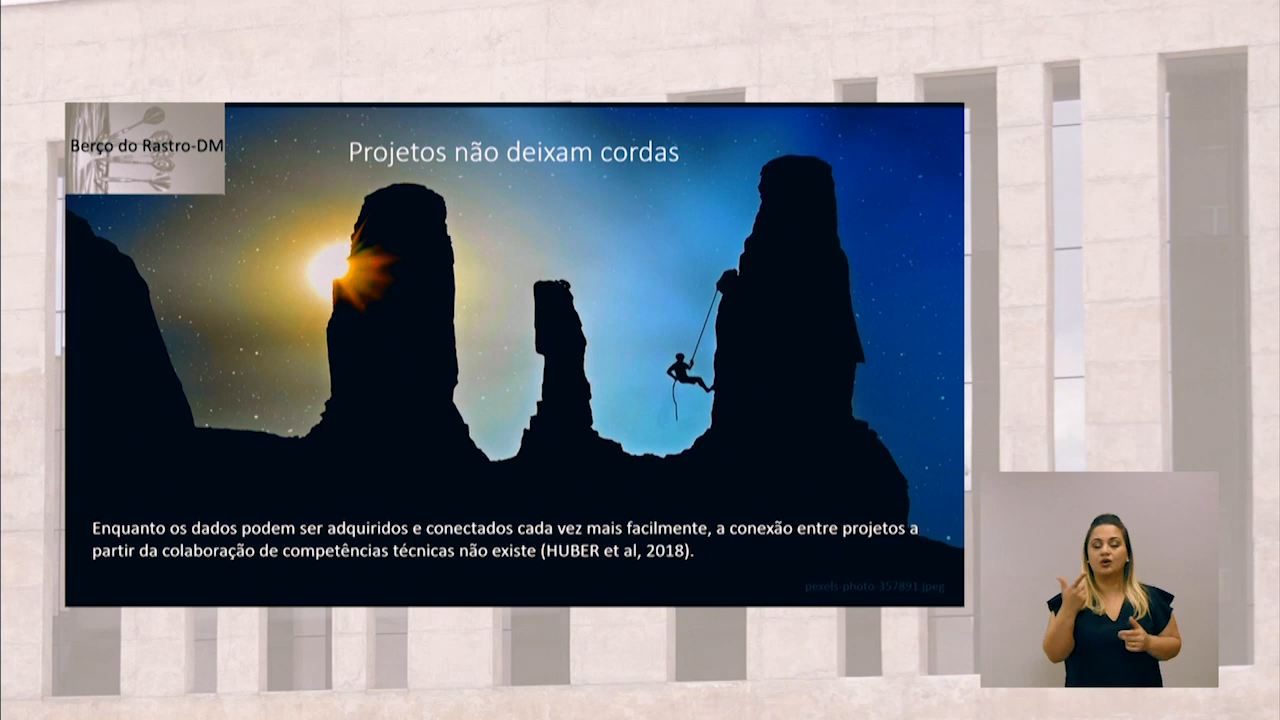 Berço do Rastro-DM
Projetos não deixam cordas
Enquanto os dados podem ser adquiridos e conectados cada vez mais facilmente, a conexão entre projetos a
partir da colaboração de competências técnicas não existe (HUBER et al, 2018).
pexels-photo-357891.jpeg